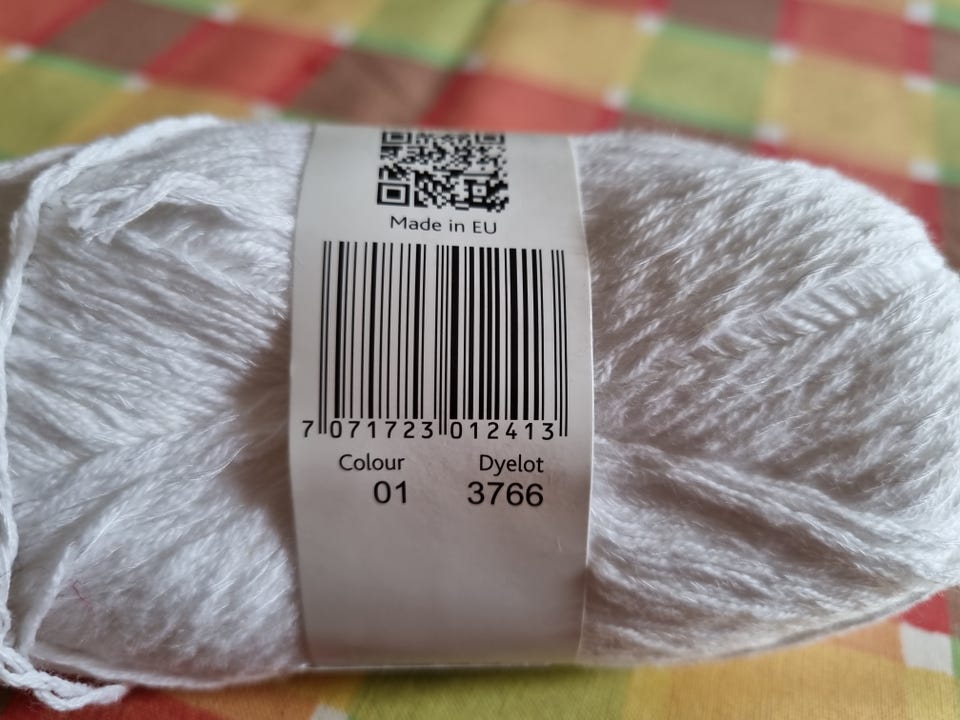 Made in EU
7 071723 012413
Colour Dyelot
01 3766